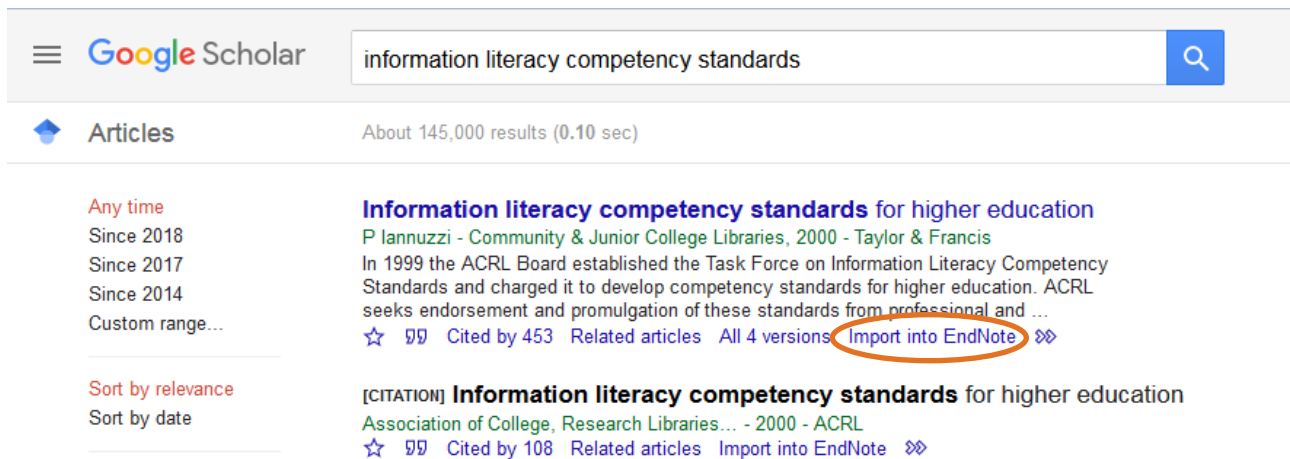 Google Scholar
information literacy competency standards
Articles
About 145,000 results (0.10 sec)
Any time
Since 2018
Since 2017
Since 2014
Custom range...
Sort by relevance
Sort by date
Information literacy competency standards for higher education
P Iannuzzi - Community & Junior College Libraries, 2000 - Taylor & Francis
In 1999 the ACRL Board established the Task Force on Information Literacy Competency
Standards and charged it to develop competency standards for higher education. ACRL
seeks endorsement and promulgation of these standards from professional and ...
Cited by 453 Related articles All 4 versions Import into EndNote
[CITATION] Information literacy competency standards for higher education
Association of College, Research Libraries... - 2000 - ACRL
Cited by 108 Related articles Import into EndNote